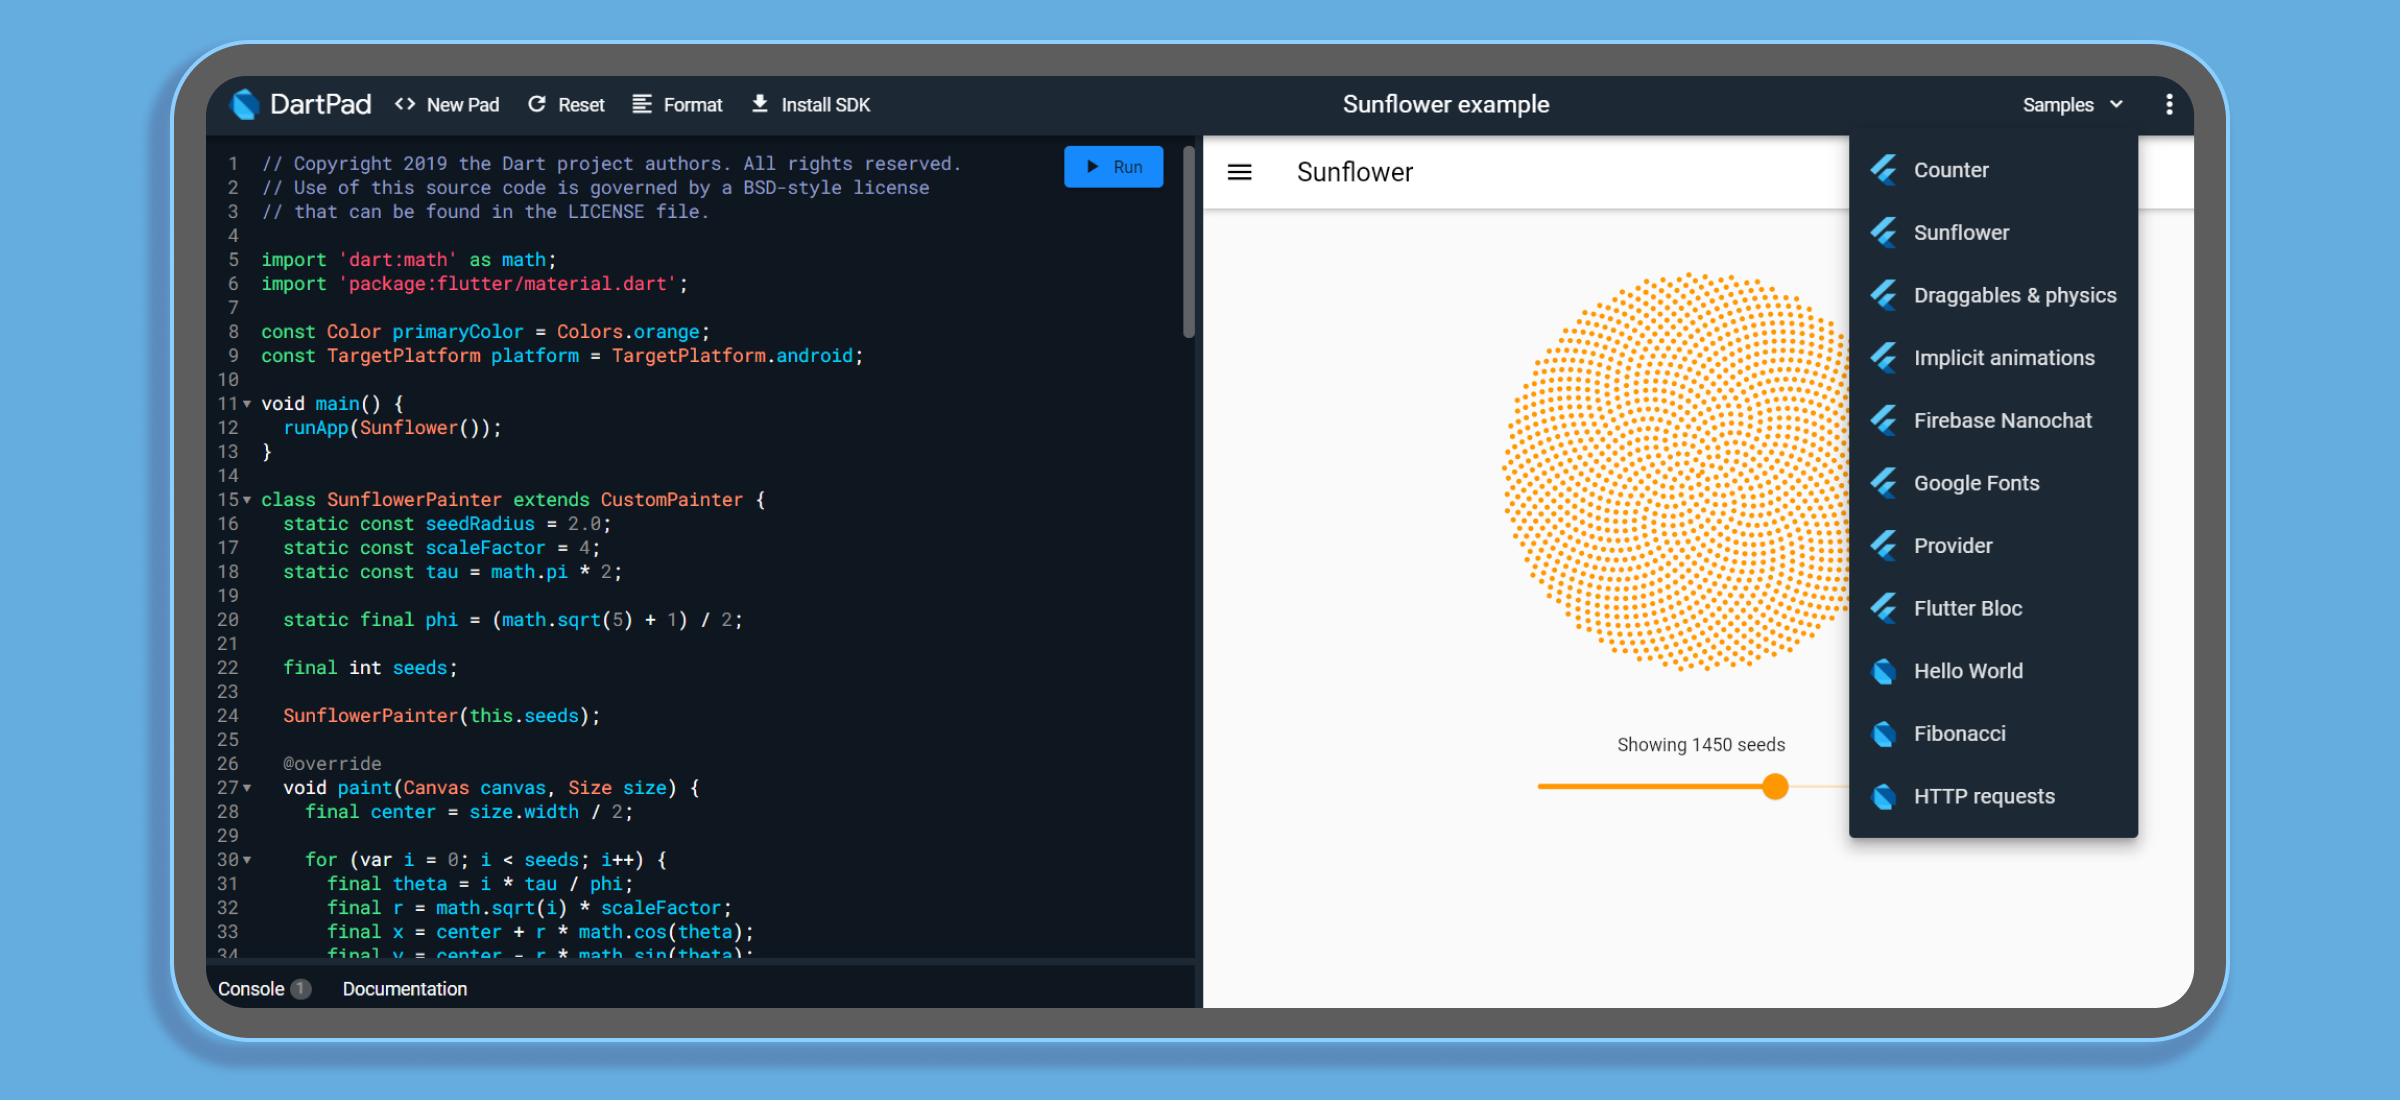 DartPad
<> New Pad
Reset
Format
Install SDK
Sunflower example
Samples
1 // Copyright 2019 the Dart project authors. All rights reserved.
2 // Use of this source code is governed by a BSD-style license
3 // that can be found in the LICENSE file.
4
5 import 'dart:math' as math;
6 import 'package:flutter/material.dart';
7
8 const Color primaryColor = Colors.orange;
9 const TargetPlatform platform = TargetPlatform.android;
10
11 void main() {
12   runApp(Sunflower());
13 }
14
15 class SunflowerPainter extends CustomPainter {
16   static const seedRadius = 2.0;
17   static const scaleFactor = 4;
18   static const tau = math.pi * 2;
19
20   static final phi = (math.sqrt(5) + 1) / 2;
21
22   final int seeds;
23
24   SunflowerPainter(this.seeds);
25
26   @override
27   void paint(Canvas canvas, Size size) {
28     final center = size.width / 2;
29
30     for (var i = 0; i < seeds; i++) {
31       final theta = i * tau / phi;
32       final r = math.sqrt(i) * scaleFactor;
33       final x = center + r * math.cos(theta);
34       final y = center - r * math.sin(theta);
Run
Console 1
Documentation
Sunflower
Showing 1450 seeds
Counter
Sunflower
Draggables & physics
Implicit animations
Firebase Nanochat
Google Fonts
Provider
Flutter Bloc
Hello World
Fibonacci
HTTP requests